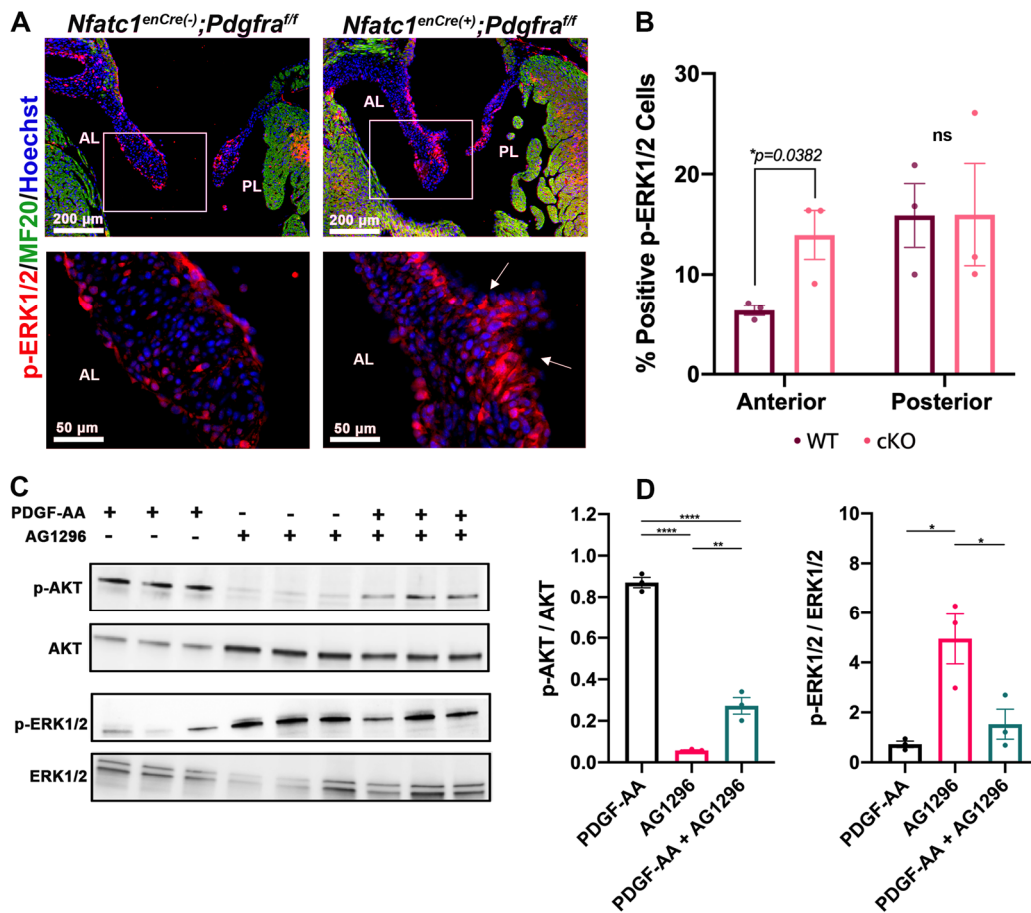 A
Nfatc1enCre(-);Pdgfraf/f
Nfatc1enCre(+);Pdgfraf/f
p-ERK1/2/MF20/Hoechst
AL
PL
200 µm
AL
PL
200 µm
AL
50 µm
AL
50 µm
B
% Positive p-ERK1/2 Cells
30
20
10
0
*p=0.0382
ns
Anterior
Posterior
WT
cKO
C
PDGF-AA + + + - - - + + +
AG1296 - - - + + + + + +
p-AKT
AKT
p-ERK1/2
ERK1/2
D
p-AKT / AKT
1.2
1.0
0.8
0.6
0.4
0.2
0.0
****
****
**
PDGF-AA
AG1296
PDGF-AA + AG1296
p-ERK1/2 / ERK1/2
10
8
6
4
2
0
*
*
PDGF-AA
AG1296
PDGF-AA + AG1296